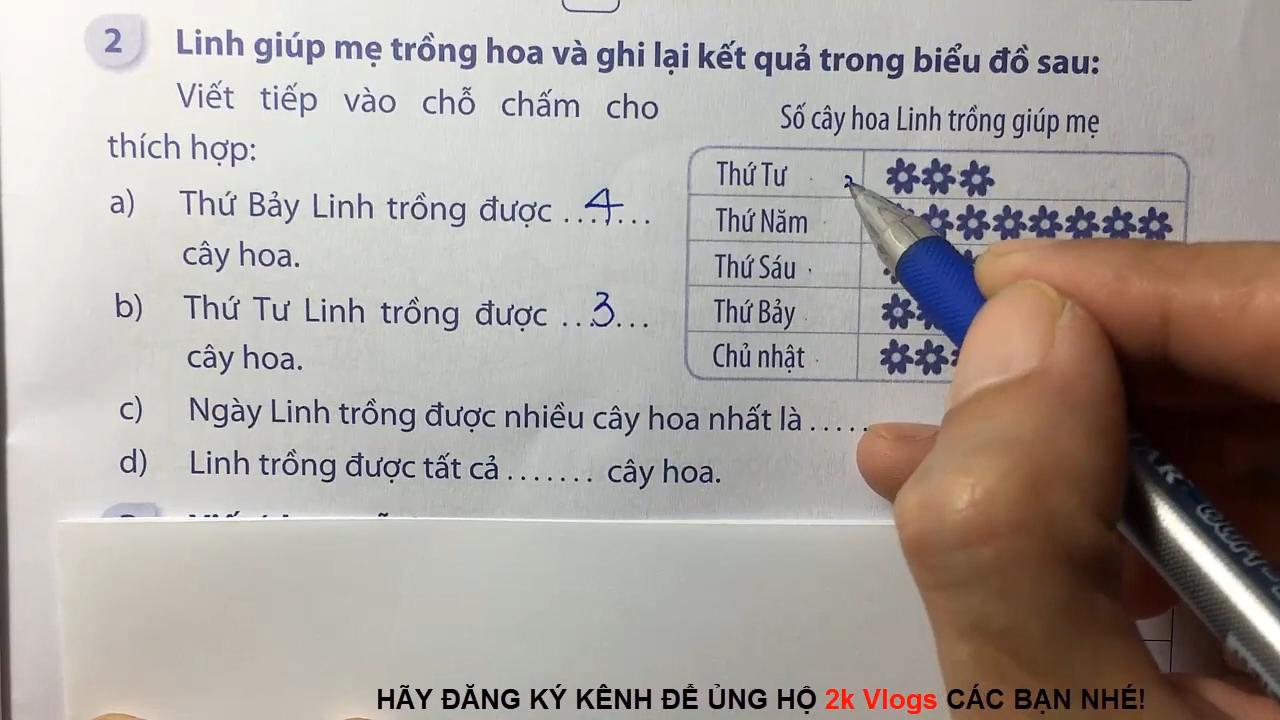 2 Linh giúp mẹ trồng hoa và ghi lại kết quả trong biểu đồ sau:
Viết tiếp vào chỗ chấm cho
thích hợp:
a) Thứ Bảy Linh trồng được ...4...
cây hoa.
b) Thứ Tư Linh trồng được ...3...
cây hoa.
c) Ngày Linh trồng được nhiều cây hoa nhất là .....
d) Linh trồng được tất cả ....... cây hoa.
Số cây hoa Linh trồng giúp mẹ
Thứ Tư
Thứ Năm
Thứ Sáu
Thứ Bảy
Chủ nhật
HÃY ĐĂNG KÝ KÊNH ĐỂ ỦNG HỘ 2k Vlogs CÁC BẠN NHÉ!